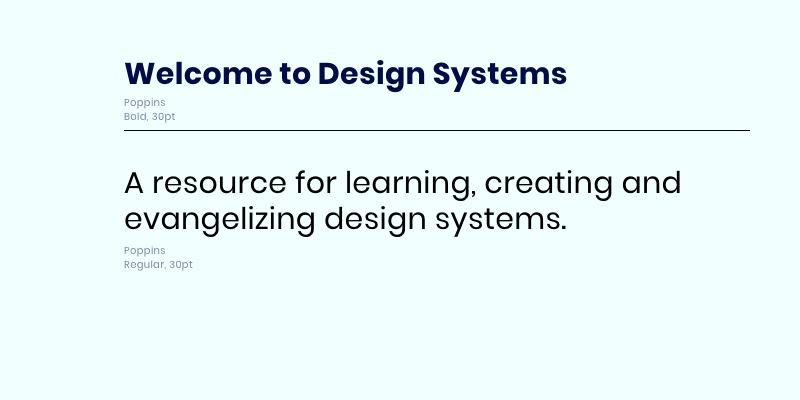 Welcome to Design Systems
Poppins
Bold, 30pt
A resource for learning, creating and
evangelizing design systems.
Poppins
Regular, 30pt